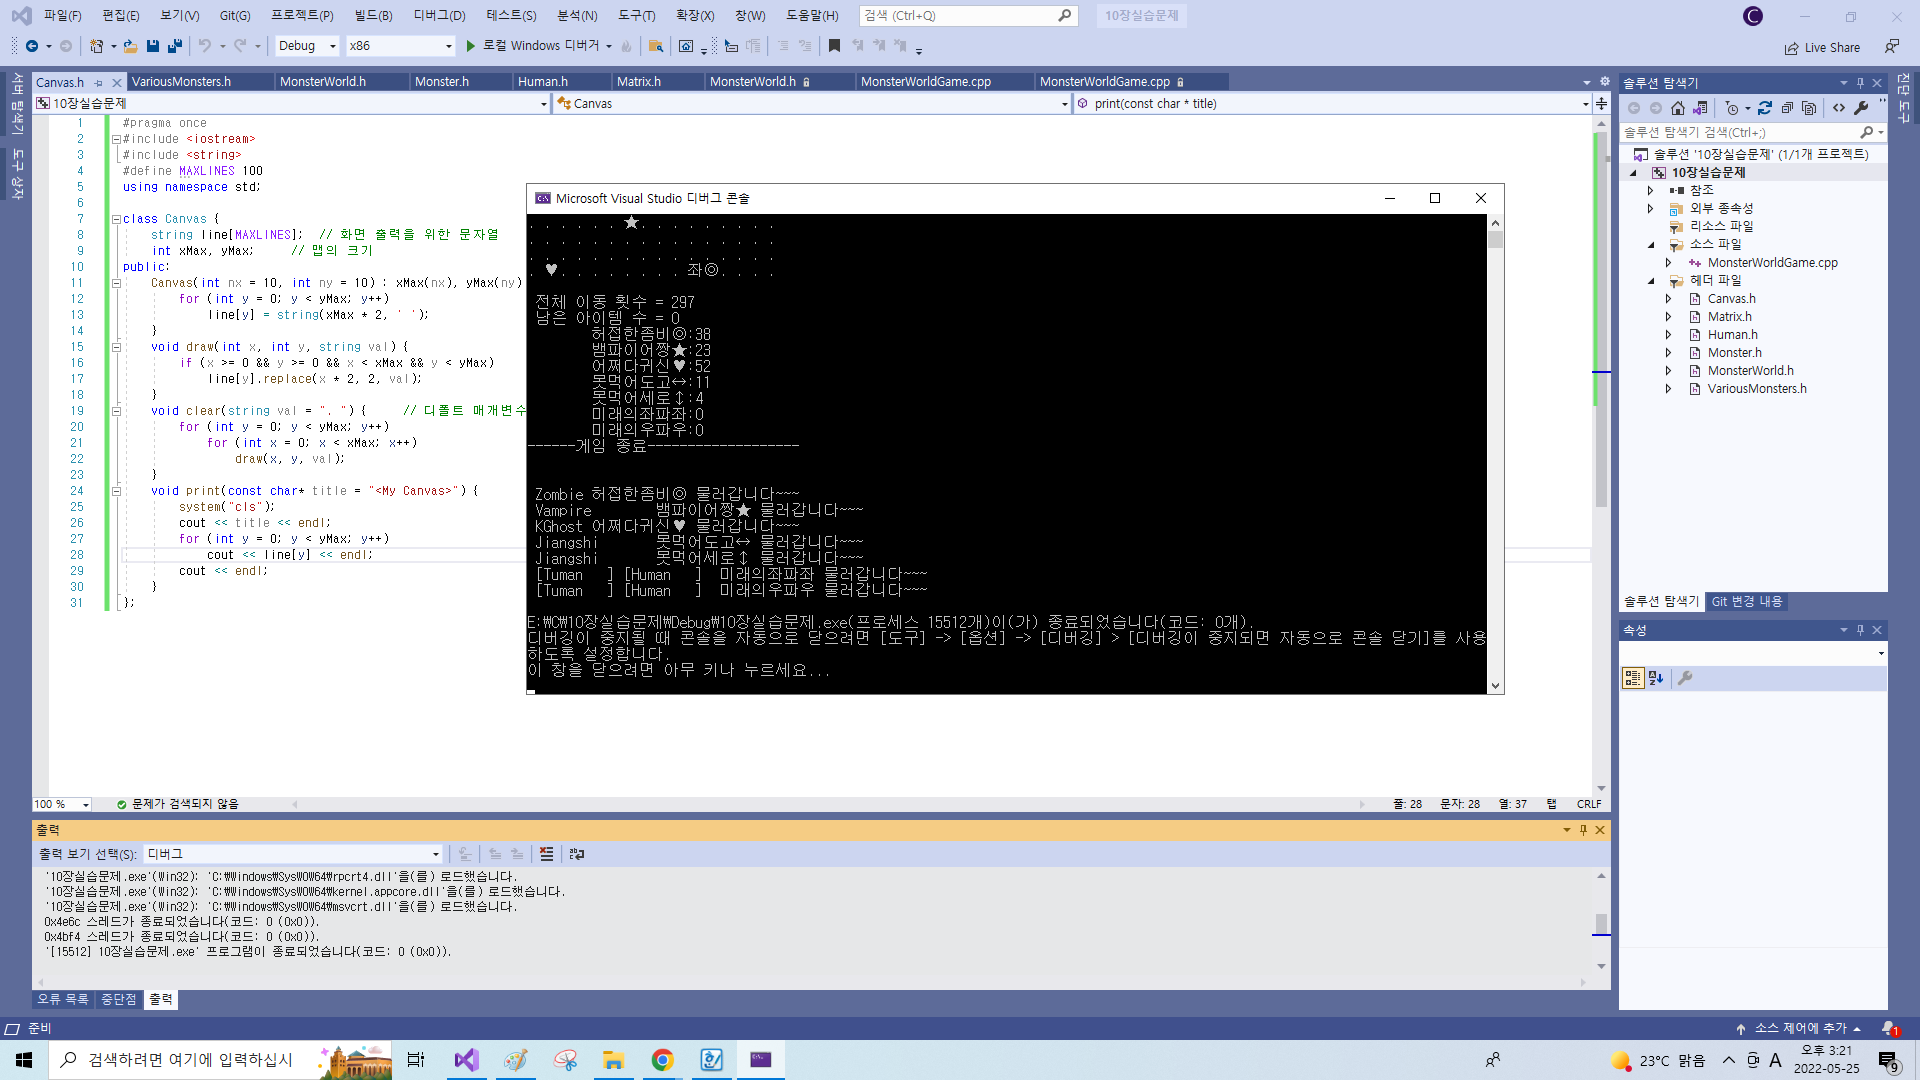 파일(F) 편집(E) 보기(V) Git(G) 프로젝트(P) 빌드(B) 디버그(D) 테스트(S) 분석(N) 도구(T) 확장(X) 창(W) 도움말(H) 검색 (Ctrl+Q) 10장실습문제 C
Debug x86 로컬 Windows 디버거 Live Share
서버 탐색기
도구 상자
Canvas.h VariousMonsters.h MonsterWorld.h Monster.h Human.h Matrix.h MonsterWorld.h MonsterWorldGame.cpp MonsterWorldGame.cpp
10장실습문제 Canvas print(const char * title)
1 #pragma once
2 #include <iostream>
3 #include <string>
4 #define MAXLINES 100
5 using namespace std;
6
7 class Canvas {
8 string line[MAXLINES]; // 화면 출력을 위한 문자열
9 int xMax, yMax; // 맵의 크기
10 public:
11 Canvas(int nx = 10, int ny = 10) : xMax(nx), yMax(ny)
12 for (int y = 0; y < yMax; y++)
13 line[y] = string(xMax * 2, ' ');
14 }
15 void draw(int x, int y, string val) {
16 if (x >= 0 && y >= 0 && x < xMax && y < yMax)
17 line[y].replace(x * 2, 2, val);
18 }
19 void clear(string val = ". ") { // 디폴트 매개변수
20 for (int y = 0; y < yMax; y++)
21 for (int x = 0; x < xMax; x++)
22 draw(x, y, val);
23 }
24 void print(const char* title = "<My Canvas>") {
25 system("cls");
26 cout << title << endl;
27 for (int y = 0; y < yMax; y++)
28 cout << line[y] << endl;
29 cout << endl;
30 }
31 };
Microsoft Visual Studio 디버그 콘솔
. . . . . . ★. . . . . . . . .
. . . . . . . . . . . . . . . .
. . . . . . . . . . . . . . . .
. ♥. . . . . . . . 좌◎. . . .
전체 이동 횟수 = 297
남은 아이템 수 = 0
허접한좀비◎:38
뱀파이어짱★:23
어쩌다귀신♥:52
못먹어도고↔:11
못먹어세로↕:4
미래의좌파좌:0
미래의우파우:0
------게임 종료-------------------
Zombie 허접한좀비◎ 물러갑니다~~~
Vampire 뱀파이어짱★ 물러갑니다~~~
KGhost 어쩌다귀신♥ 물러갑니다~~~
Jiangshi 못먹어도고↔ 물러갑니다~~~
Jiangshi 못먹어세로↕ 물러갑니다~~~
[Tuman ] [Human ] 미래의좌파좌 물러갑니다~~~
[Tuman ] [Human ] 미래의우파우 물러갑니다~~~
E:₩C₩10장실습문제₩Debug₩10장실습문제.exe(프로세스 15512개)이(가) 종료되었습니다(코드: 0개).
디버깅이 중지될 때 콘솔을 자동으로 닫으려면 [도구] -> [옵션] -> [디버깅] > [디버깅이 중지되면 자동으로 콘솔 닫기]를 사용
하도록 설정합니다.
이 창을 닫으려면 아무 키나 누르세요...
100 % 문제가 검색되지 않음 줄: 28 문자: 28 열: 37 탭 CRLF
출력
출력 보기 선택(S): 디버그
'10장실습문제.exe'(Win32): 'C:₩Windows₩SysWOW64₩rpcrt4.dll'을(를) 로드했습니다.
'10장실습문제.exe'(Win32): 'C:₩Windows₩SysWOW64₩kernel.appcore.dll'을(를) 로드했습니다.
'10장실습문제.exe'(Win32): 'C:₩Windows₩SysWOW64₩msvcrt.dll'을(를) 로드했습니다.
0x4e6c 스레드가 종료되었습니다(코드: 0 (0x0)).
0x4bf4 스레드가 종료되었습니다(코드: 0 (0x0)).
'[15512] 10장실습문제.exe' 프로그램이 종료되었습니다(코드: 0 (0x0)).
오류 목록 중단점 출력
솔루션 탐색기
솔루션 탐색기 검색(Ctrl+;)
솔루션 '10장실습문제' (1/1개 프로젝트)
10장실습문제
참조
외부 종속성
리소스 파일
소스 파일
MonsterWorldGame.cpp
헤더 파일
Canvas.h
Matrix.h
Human.h
Monster.h
MonsterWorld.h
VariousMonsters.h
솔루션 탐색기 Git 변경 내용
속성
진단 도구
준비 소스 제어에 추가 1
검색하려면 여기에 입력하십시 23°C 맑음 A 오후 3:21
2022-05-25 9